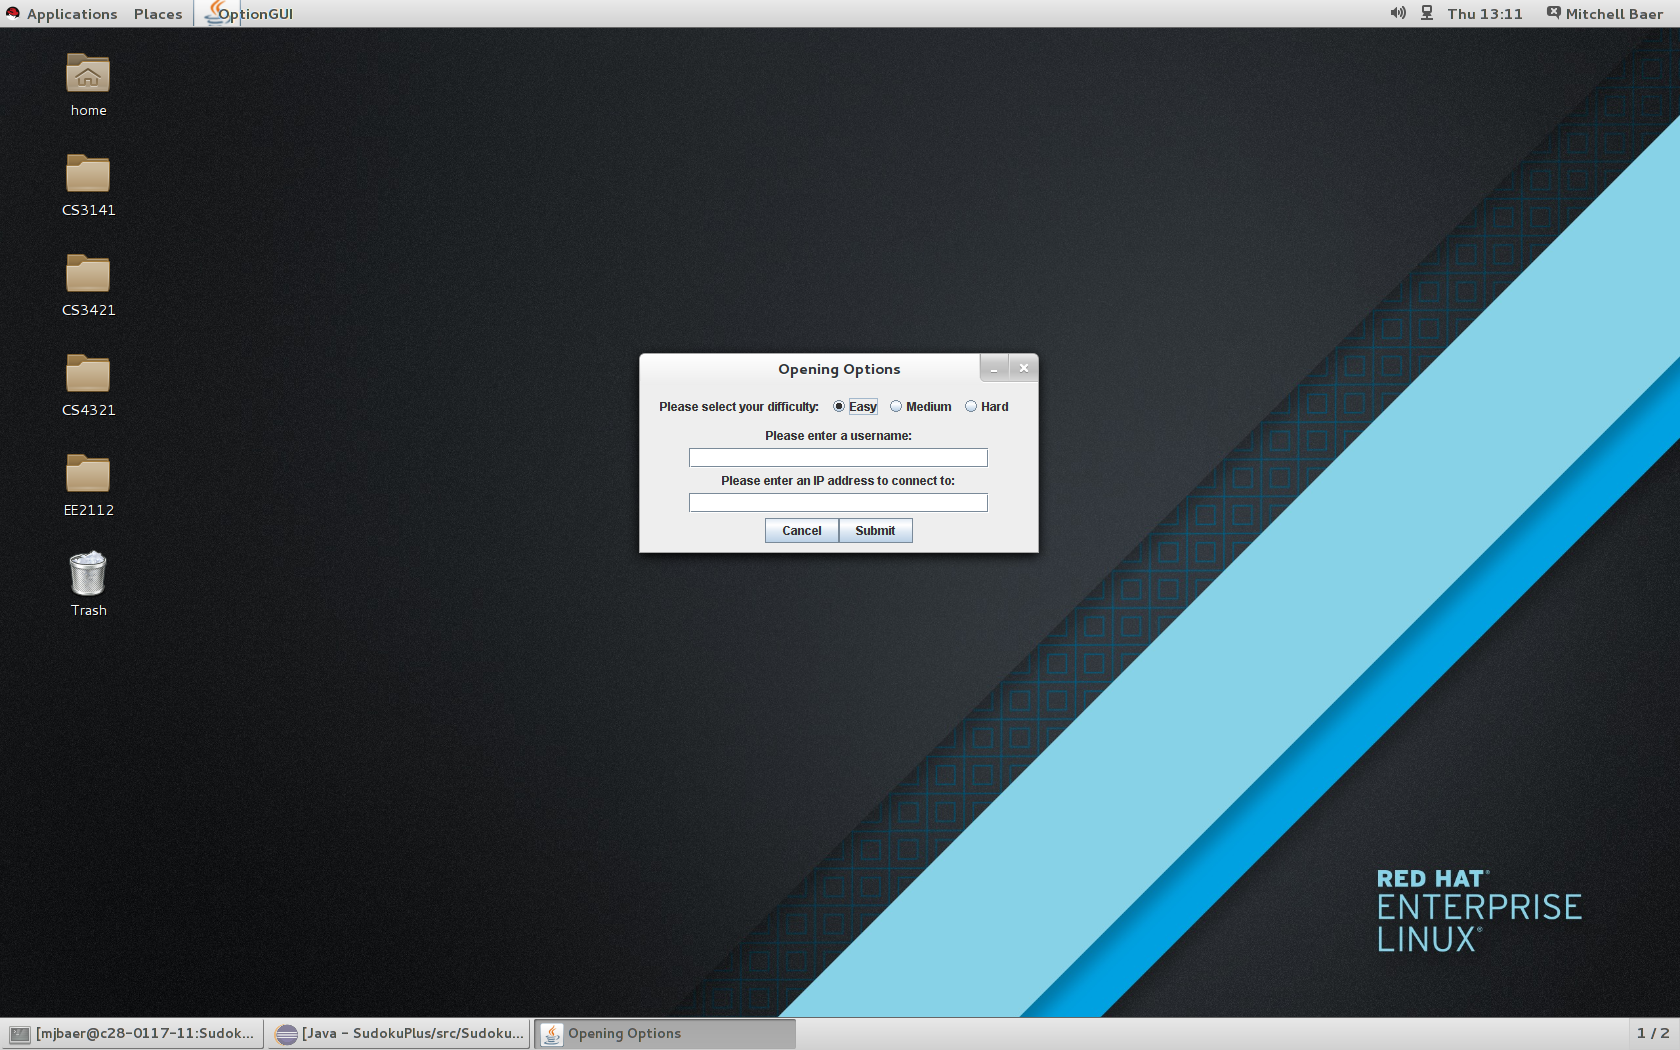 Applications Places OptionGUI Thu 13:11 Mitchell Baer
home
CS3141
CS3421
CS4321
EE2112
Trash
Opening Options
Please select your difficulty: Easy Medium Hard
Please enter a username:
Please enter an IP address to connect to:
Cancel Submit
RED HAT®
ENTERPRISE
LINUX®
[mjbaer@c28-0117-11:Sudok... [Java - SudokuPlus/src/Sudoku... Opening Options 1 / 2